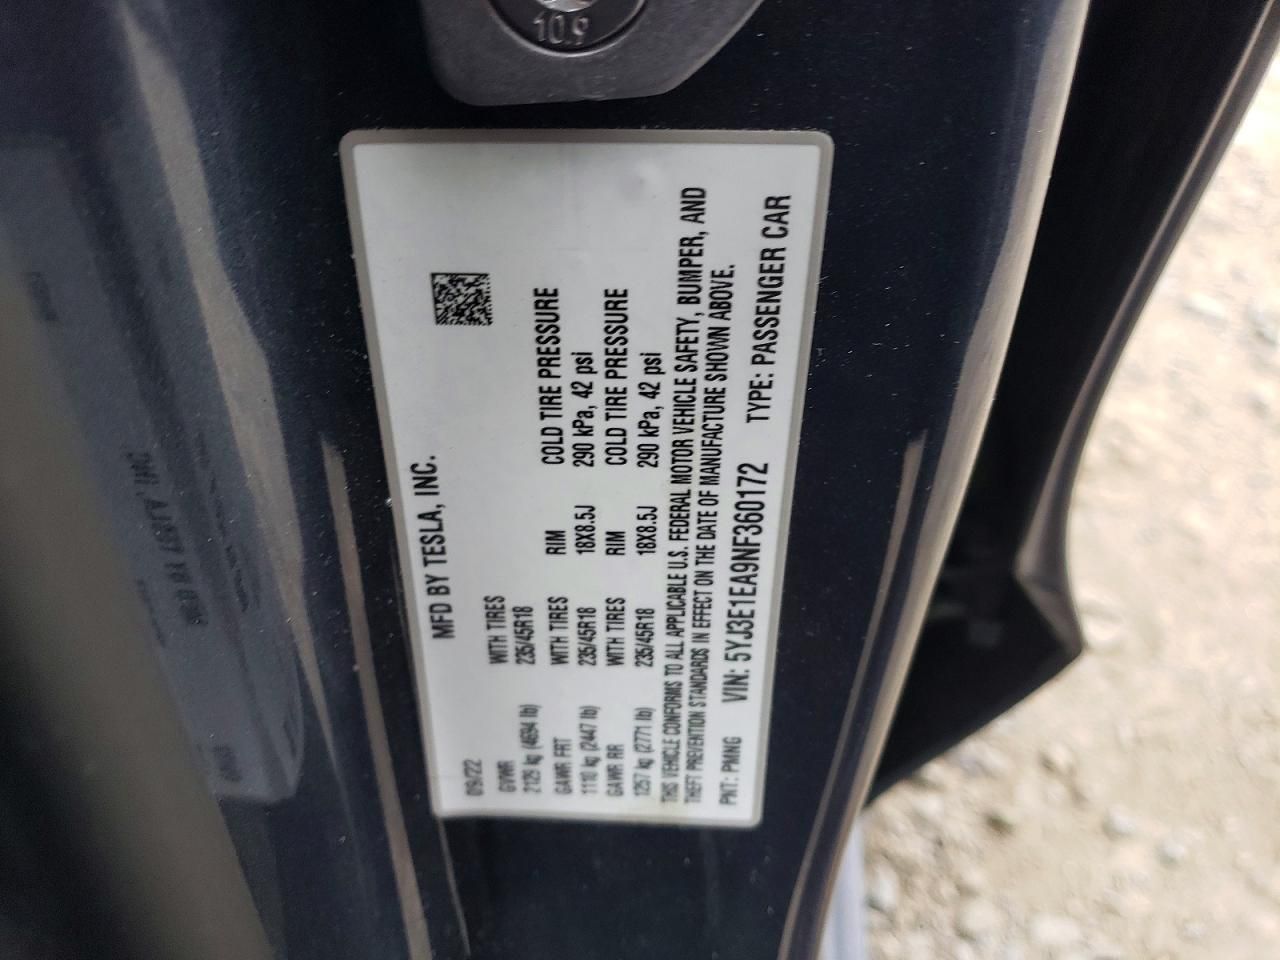 10.9
MFD BY TESLA, INC.
09/22
GVWR WITH TIRES
2129 kg (4694 lb) 235/45R18
GAWR FRT WITH TIRES RIM COLD TIRE PRESSURE
1110 kg (2447 lb) 235/45R18 18X8.5J 290 kPa, 42 psi
GAWR RR WITH TIRES RIM COLD TIRE PRESSURE
1257 kg (2771 lb) 235/45R18 18X8.5J 290 kPa, 42 psi
THIS VEHICLE CONFORMS TO ALL APPLICABLE U.S. FEDERAL MOTOR VEHICLE SAFETY, BUMPER, AND
THEFT PREVENTION STANDARDS IN EFFECT ON THE DATE OF MANUFACTURE SHOWN ABOVE.
PNT: PMNG VIN: 5YJ3E1EA9NF360172 TYPE: PASSENGER CAR